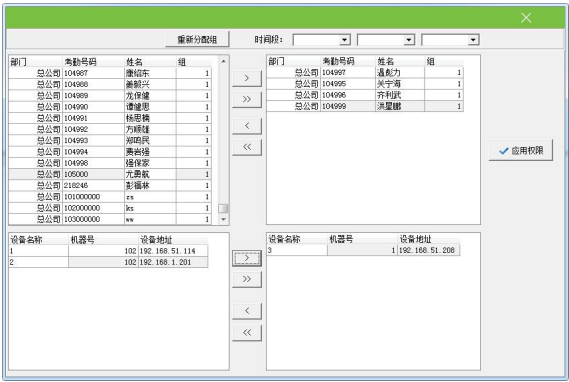 重新分配组 时间段:
部门 考勤号码 姓名 组
总公司 104987 康绍东 1
总公司 104988 姜毅兴 1
总公司 104989 龙保健 1
总公司 104990 谭健思 1
总公司 104991 杨思楠 1
总公司 104992 方顺雄 1
总公司 104993 郑鸣民 1
总公司 104994 黄岩强 1
总公司 104998 强保家 1
总公司 105000 尤勇航 1
总公司 218246 彭福林 1
总公司 101000000 zs 1
总公司 102000000 ks 1
总公司 103000000 ww 1
>
>>
<
<<
部门 考勤号码 姓名 组
总公司 104997 温彪力 1
总公司 104995 关宁海 1
总公司 104996 齐利武 1
总公司 104999 洪星鹏 1
应用权限
设备名称 机器号 设备地址
1 102 192.168.51.114
2 102 192.168.1.201
>
>>
<
<<
设备名称 机器号 设备地址
3 1 192.168.51.208